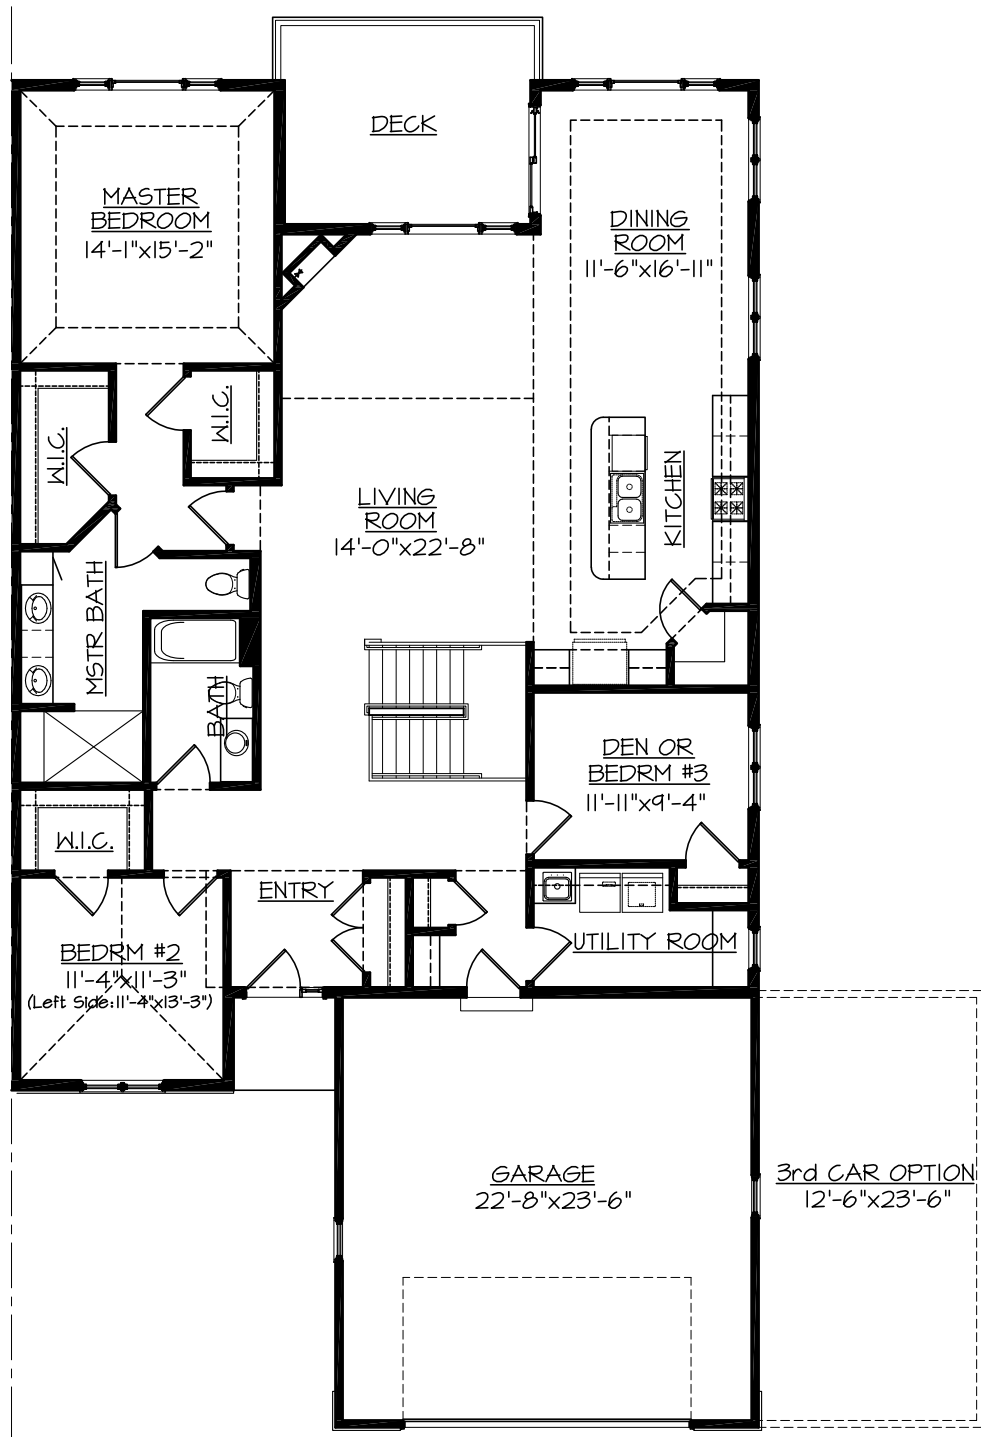 DECK
MASTER
BEDROOM
14'-1"x15'-2"
DINING
ROOM
11'-6"x16'-11"
W.I.C.
W.I.C.
LIVING
ROOM
14'-0"x22'-8"
KITCHEN
MSTR BATH
BATH
DEN OR
BEDRM #3
11'-11"x9'-4"
W.I.C.
ENTRY
BEDRM #2
11'-4"x11'-3"
(Left Side:11'-4"x13'-3")
UTILITY ROOM
GARAGE
22'-8"x23'-6"
3rd CAR OPTION
12'-6"x23'-6"